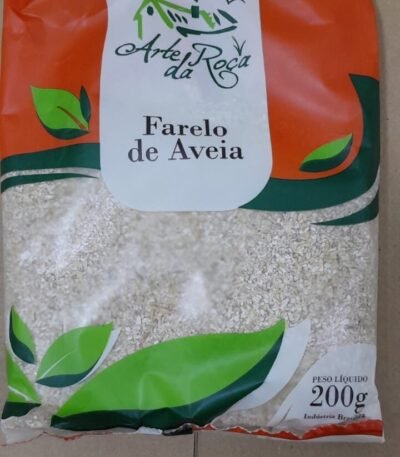 Arte da Roça
Farelo
de Aveia
PESO LÍQUIDO
200g
Indústria Brasileira